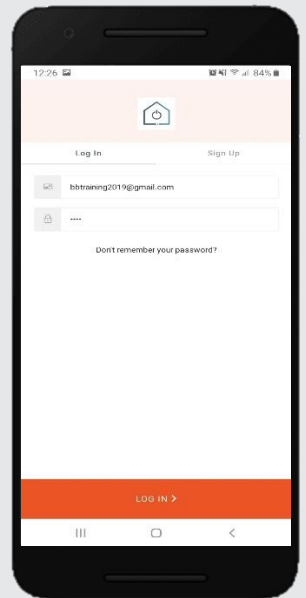 12:26 84%
Log In Sign Up
bbtraining2019@gmail.com
····
Don't remember your password?
LOG IN >